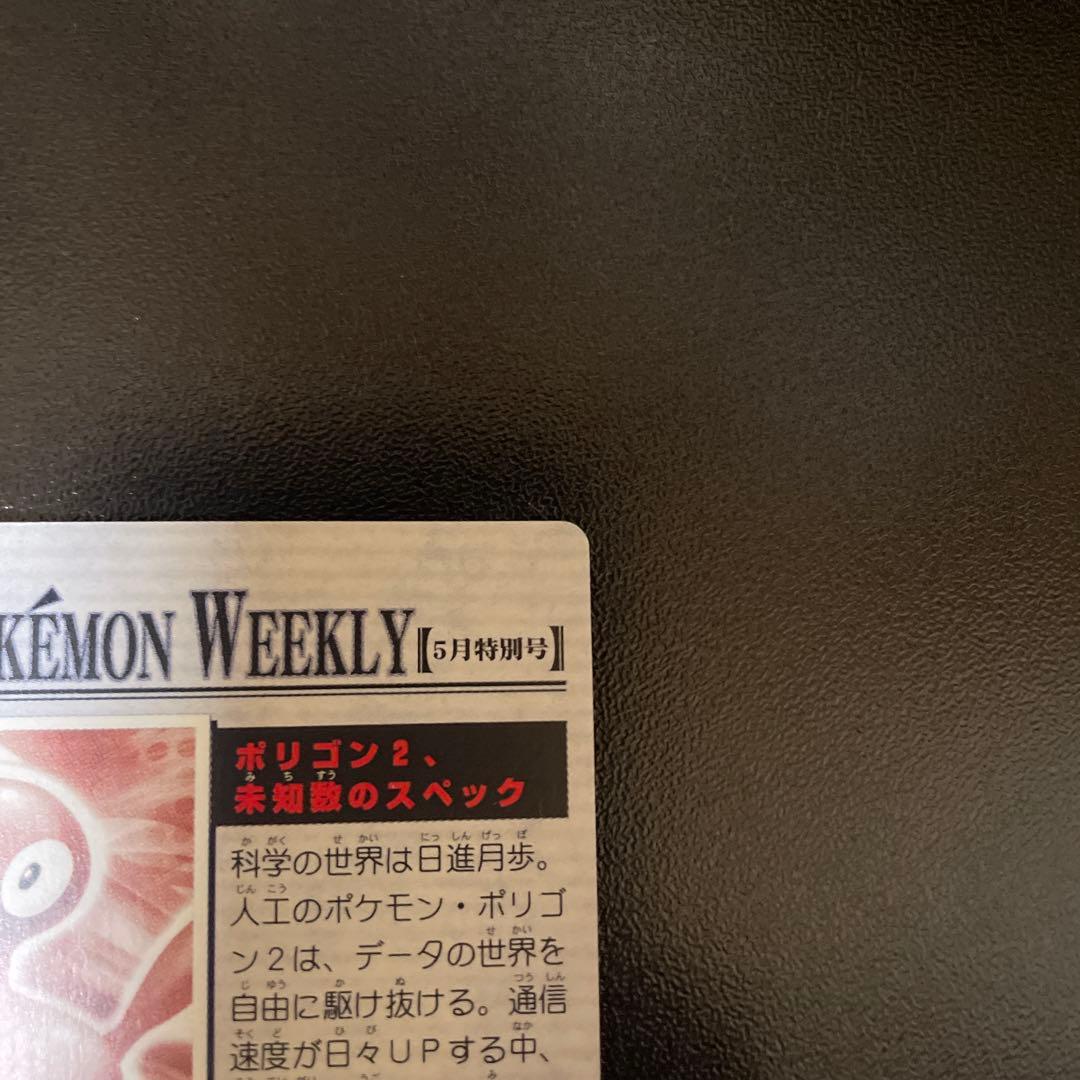 KÉMON WEEKLY【5月特別号】
ポリゴン2、
未知数のスペック
科学の世界は日進月歩。
人工のポケモン・ポリゴ
ン2は、データの世界を
自由に駆け抜ける。通信
速度が日々UPする中、